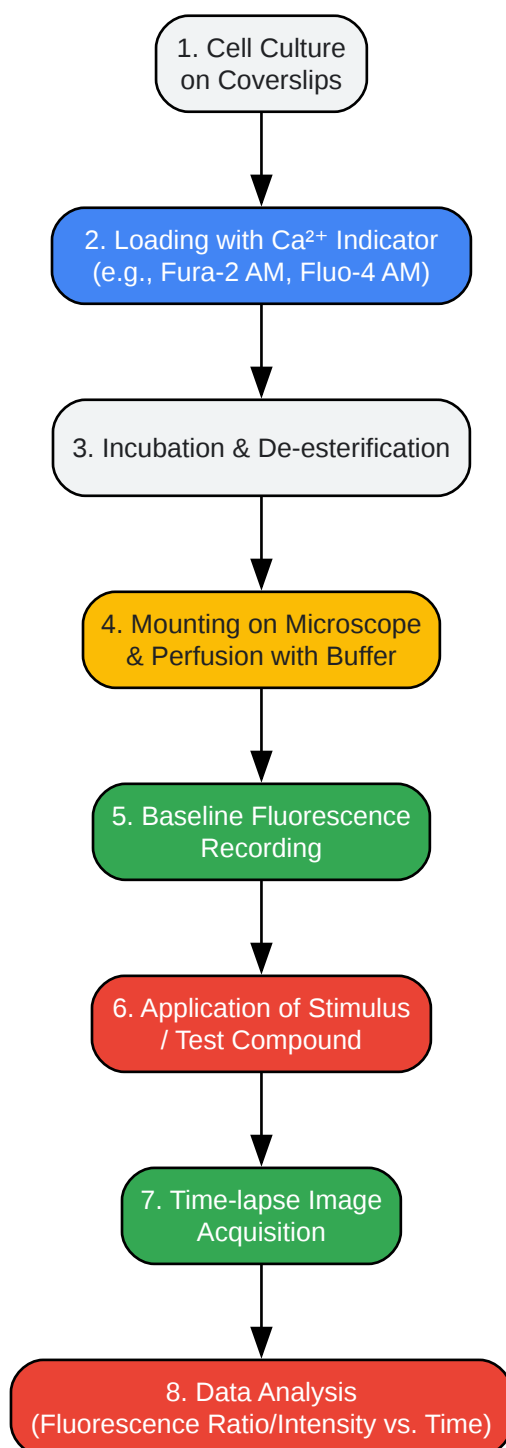 1. Cell Culture
on Coverslips
2. Loading with Ca²⁺ Indicator
(e.g., Fura-2 AM, Fluo-4 AM)
3. Incubation & De-esterification
4. Mounting on Microscope
& Perfusion with Buffer
5. Baseline Fluorescence
Recording
6. Application of Stimulus
/ Test Compound
7. Time-lapse Image
Acquisition
8. Data Analysis
(Fluorescence Ratio/Intensity vs. Time)